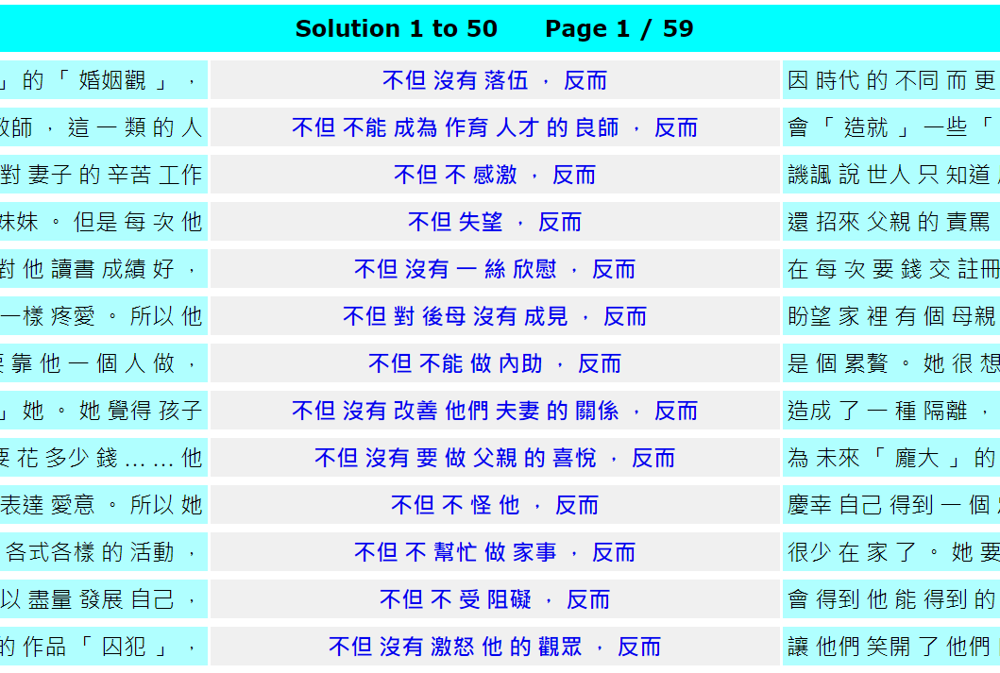 Solution 1 to 50 Page 1 / 59
」 的 「 婚姻觀 」 ， 不但 沒有 落伍 ， 反而 因 時代 的 不同 而 更
師 ， 這 一 類 的 人 不但 不能 成為 作育 人才 的 良師 ， 反而 會 「 造就 」 一些 「
對 妻子 的 辛苦 工作 不但 不 感激 ， 反而 譏諷 說 世人 只 知道
妹妹 。 但是 每 次 他 不但 失望 ， 反而 還 招來 父親 的 責罵
對 他 讀書 成績 好 ， 不但 沒有 一 絲 欣慰 ， 反而 在 每 次 要 錢 交 註冊
一樣 疼愛 。 所以 他 不但 對 後母 沒有 成見 ， 反而 盼望 家 裡 有 個 母親
要 靠 他 一 個 人 做 ， 不但 不能 做 內助 ， 反而 是 個 累贅 。 她 很 想
」 她 。 她 覺得 孩子 不但 沒有 改善 他們 夫妻 的 關係 ， 反而 造成 了 一 種 隔離 ，
要 花 多少 錢 … … 他 不但 沒有 要 做 父親 的 喜悅 ， 反而 為 未來 「 龐大 」 的
表達 愛意 。 所以 她 不但 不 怪 他 ， 反而 慶幸 自己 得到 一 個
各式各樣 的 活動 ， 不但 不 幫忙 做 家事 ， 反而 很少 在 家 了 。 她 要
以 盡量 發展 自己 ， 不但 不 受 阻礙 ， 反而 會 得到 他 能 得到 的
的 作品 「 囚犯 」 ， 不但 沒有 激怒 他 的 觀眾 ， 反而 讓 他們 笑開 了 他們